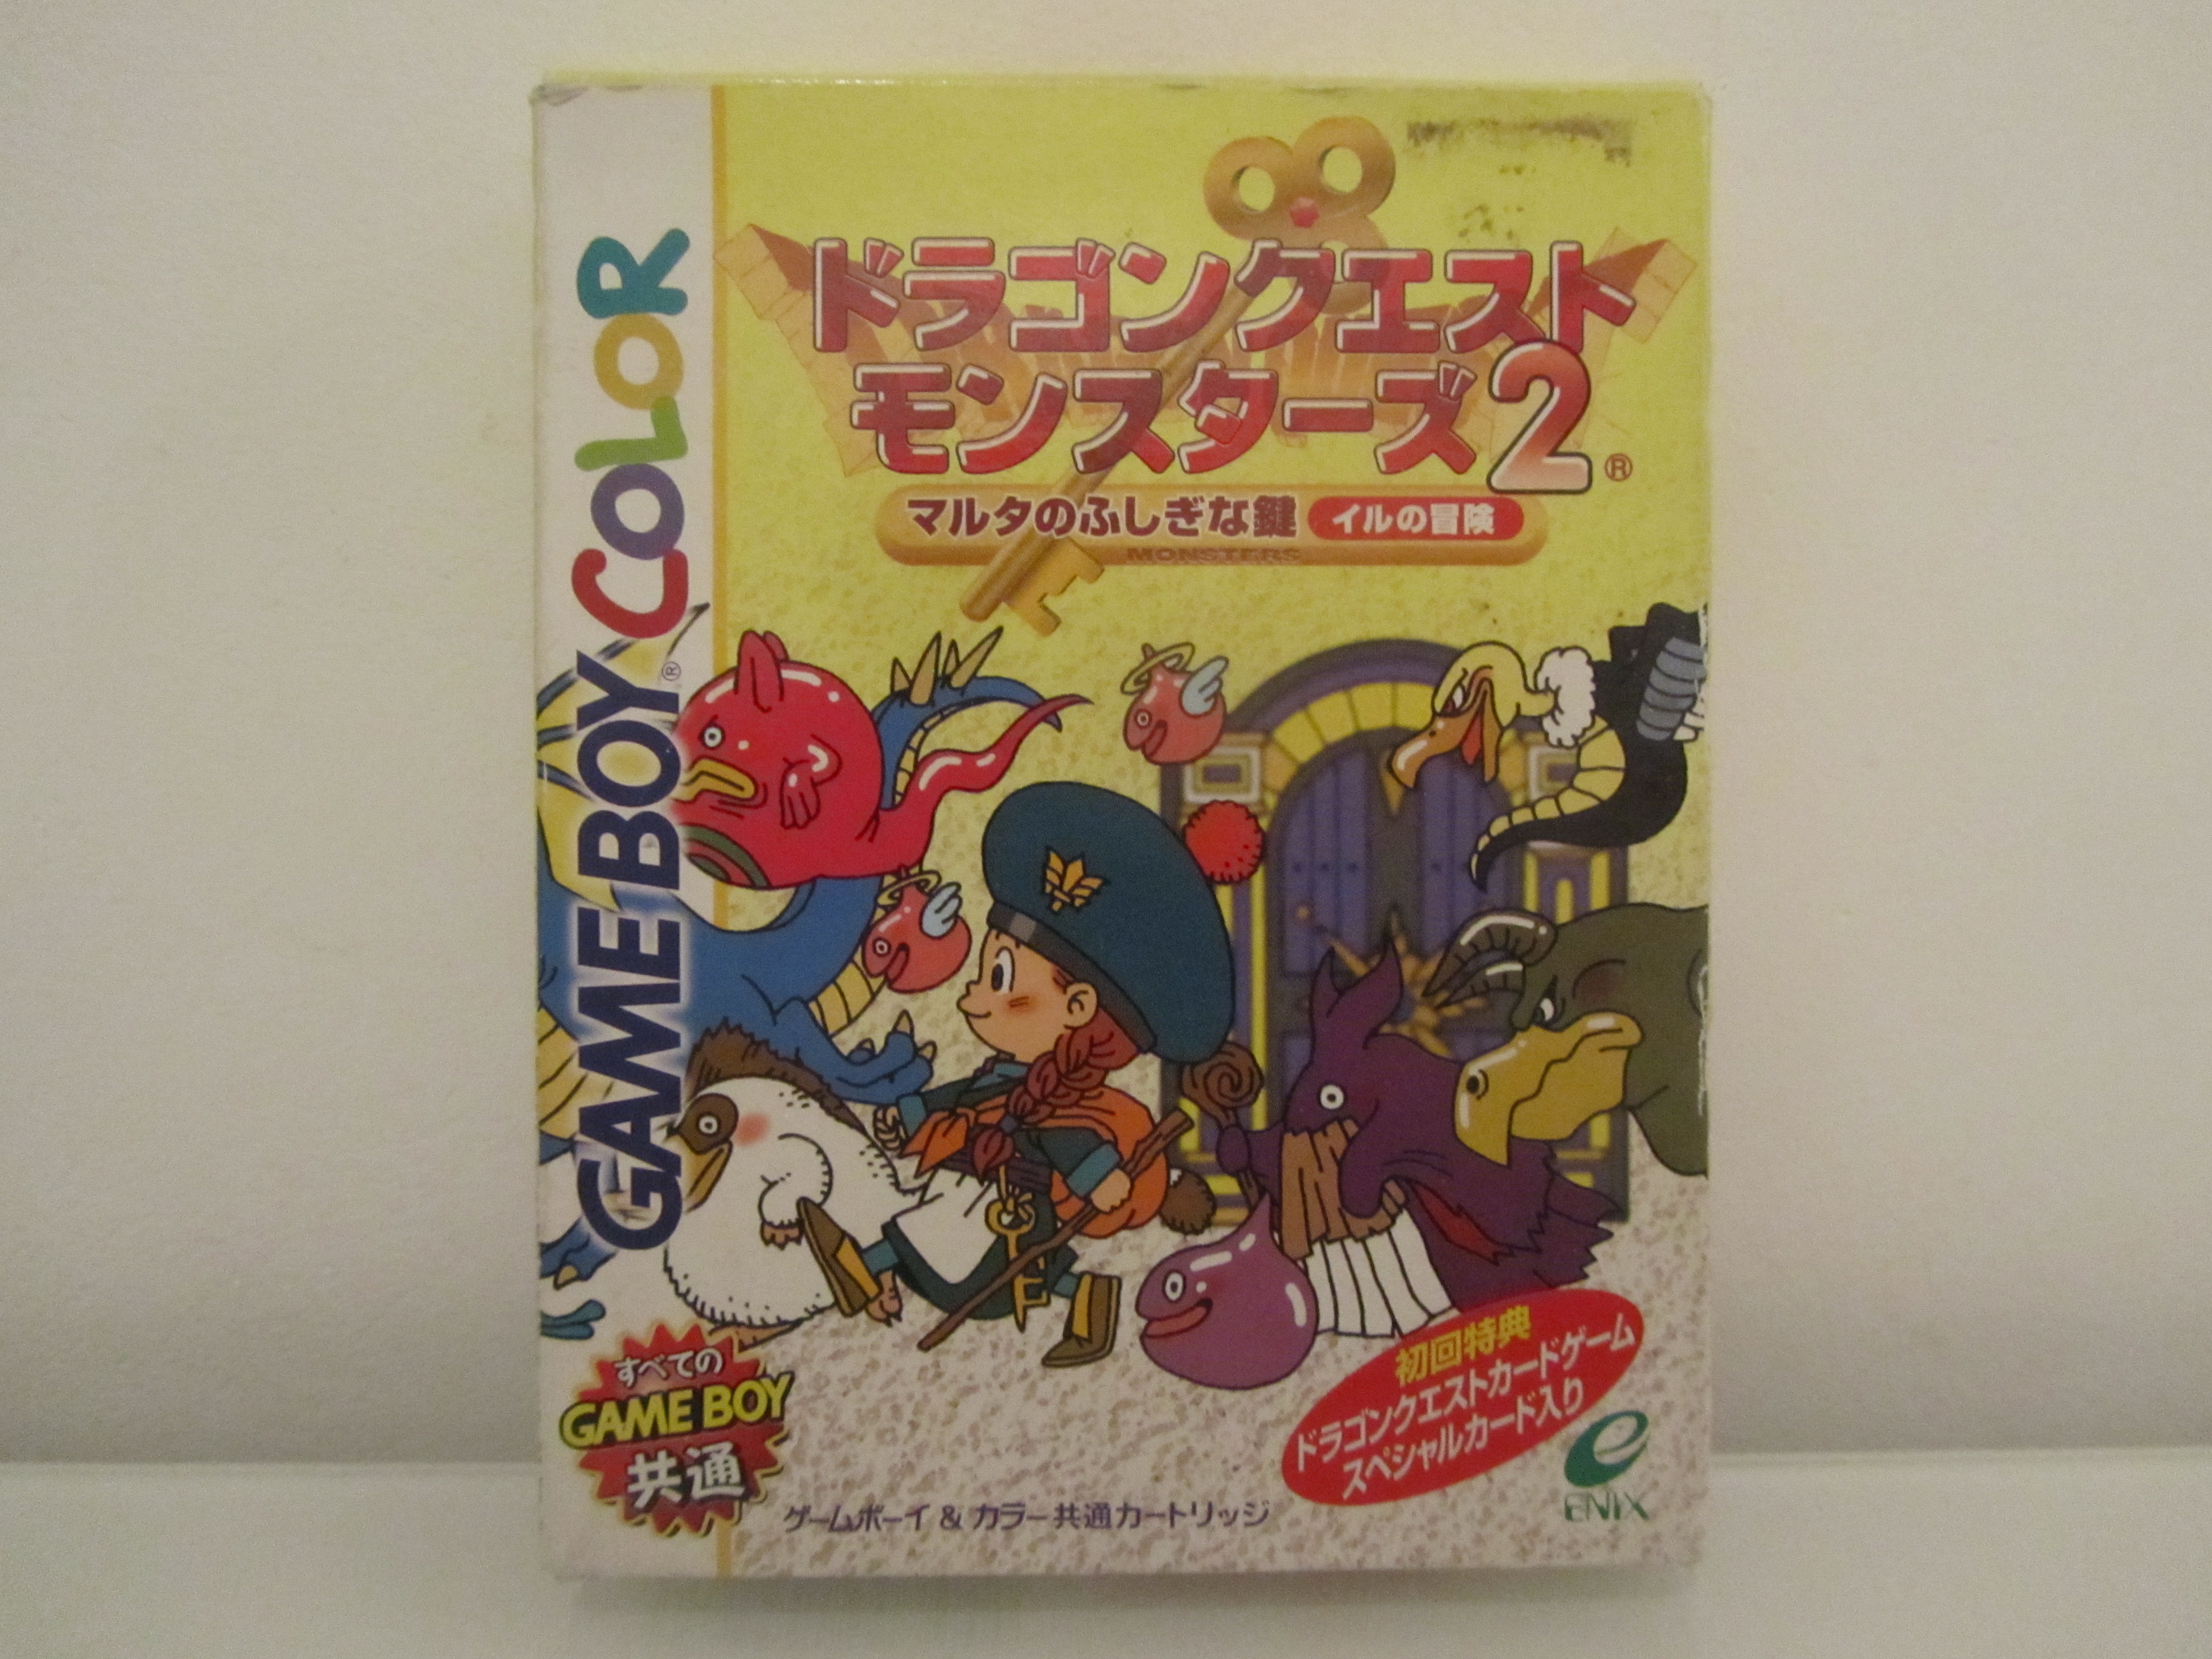 GAME BOY COLOR ®
ドラゴンクエスト
モンスターズ2 ®
マルタのふしぎな鍵 イルの冒険
MONSTERS
初回特典
ドラゴンクエストカードゲーム
スペシャルカード入り
すべての
GAME BOY
共通
ゲームボーイ & カラー共通カートリッジ
ENIX